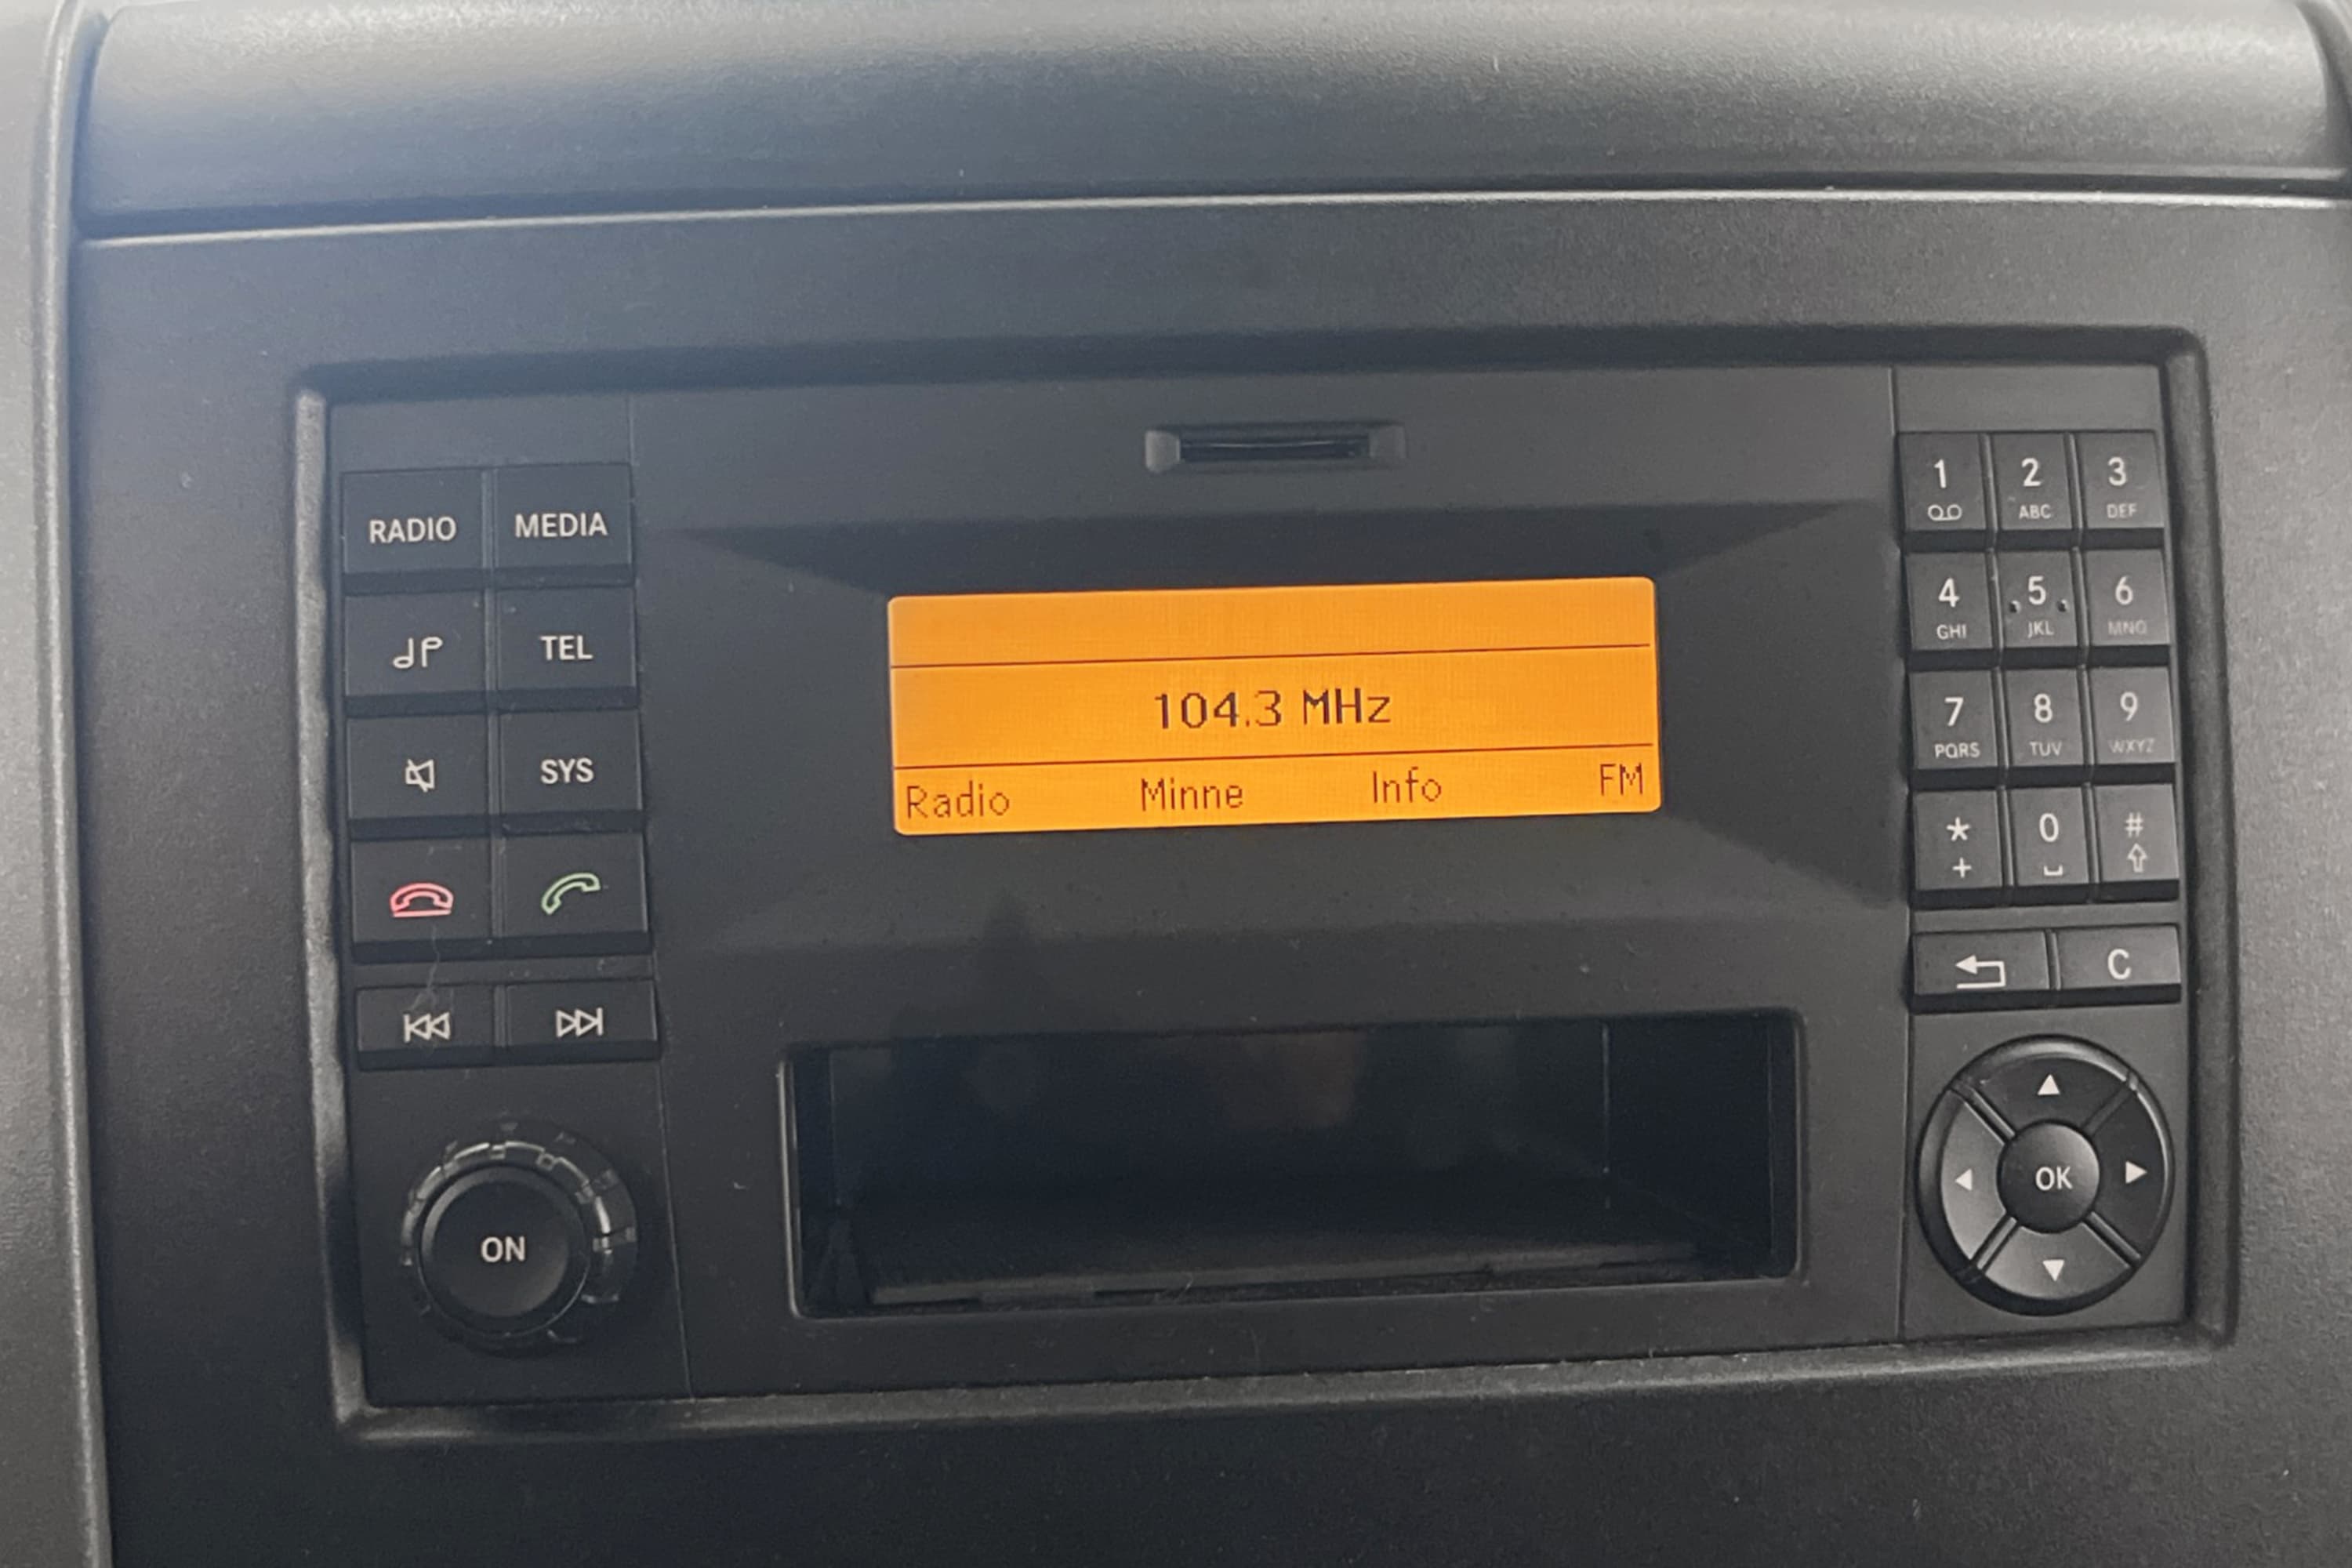 RADIO MEDIA
TEL
SYS
ON
104.3 MHz
Radio Minne Info FM
1 2 3
ABC DEF
4 5 6
GHI JKL MNO
7 8 9
PQRS TUV WXYZ
* 0 #
+
C
OK